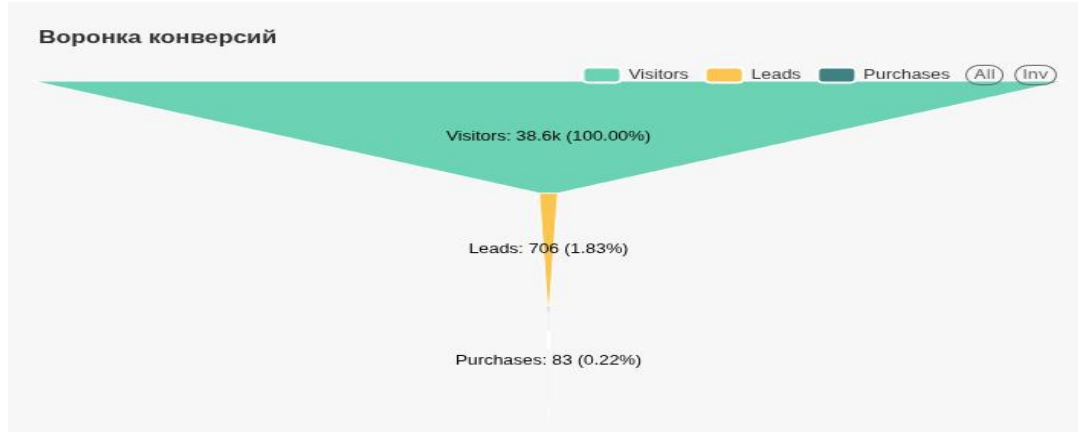 Воронка конверсий
Visitors Leads Purchases All Inv
Visitors: 38.6k (100.00%)
Leads: 706 (1.83%)
Purchases: 83 (0.22%)